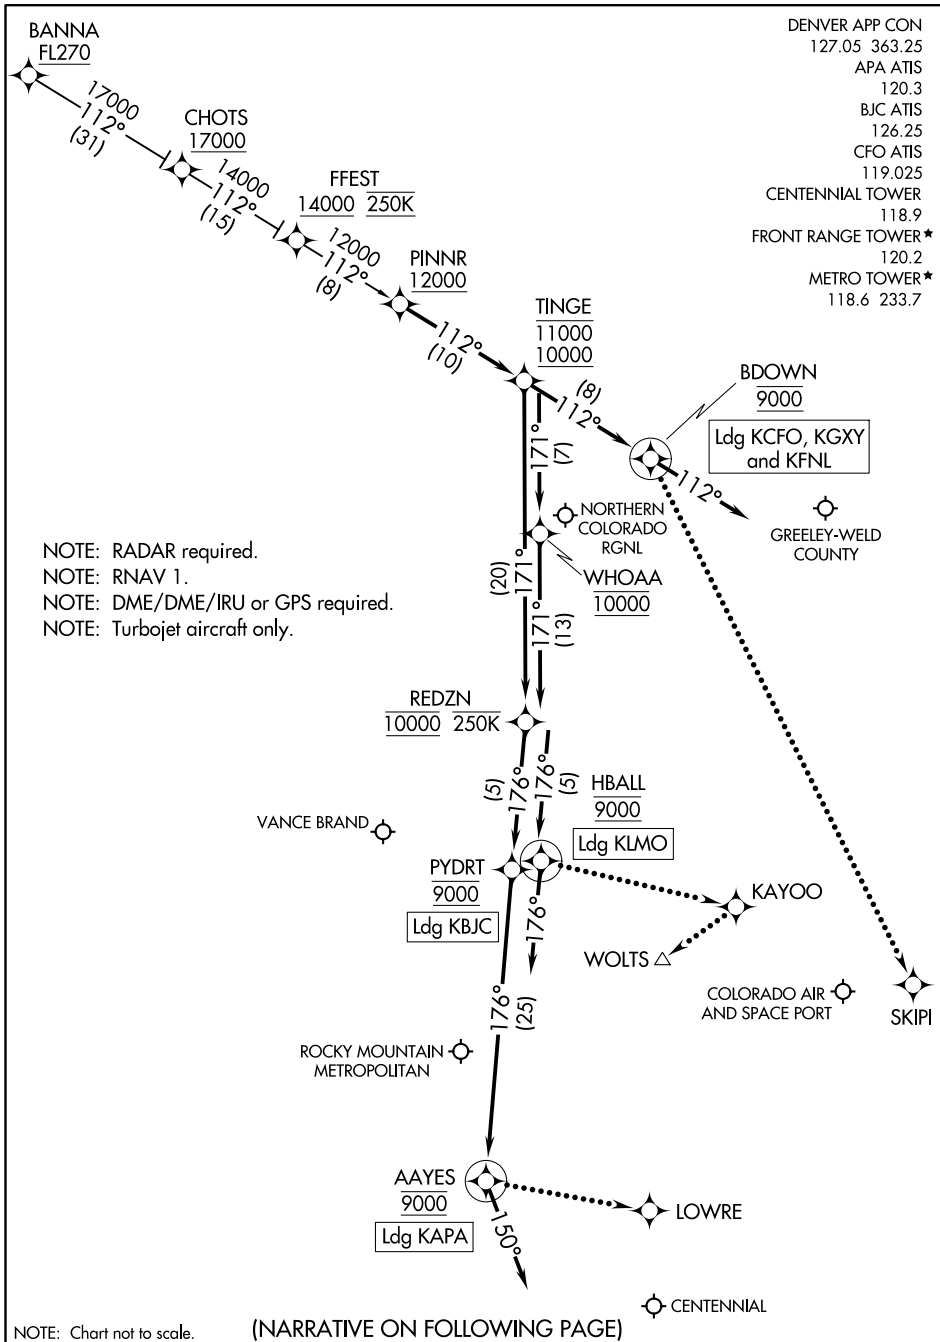 BANNA
FL270
DENVER APP CON
127.05 363.25
APA ATIS
120.3
BJC ATIS
126.25
CFO ATIS
119.025
CENTENNIAL TOWER
118.9
FRONT RANGE TOWER★
120.2
METRO TOWER★
118.6 233.7
17000
112°
(31)
CHOTS
17000
14000
112°
(15)
FFEST
14000 250K
12000
112°
(8)
PINNR
12000
112°
(10)
TINGE
11000
10000
(8)
112°
BDOWN
9000
Ldg KCFO, KGXY
and KFNL
112°
171°
(7)
NORTHERN
COLORADO
RGNL
GREELEY-WELD
COUNTY
NOTE: RADAR required.
NOTE: RNAV 1.
NOTE: DME/DME/IRU or GPS required.
NOTE: Turbojet aircraft only.
(20)
171°
WHOAA
10000
171°
(13)
REDZN
10000 250K
(5)
176°
176°
(5)
HBALL
9000
Ldg KLMO
VANCE BRAND
PYDRT
9000
Ldg KBJC
176°
KAYOO
WOLTS
COLORADO AIR
AND SPACE PORT
SKIPI
176°
(25)
ROCKY MOUNTAIN
METROPOLITAN
AAYES
9000
Ldg KAPA
150°
LOWRE
CENTENNIAL
NOTE: Chart not to scale.
(NARRATIVE ON FOLLOWING PAGE)